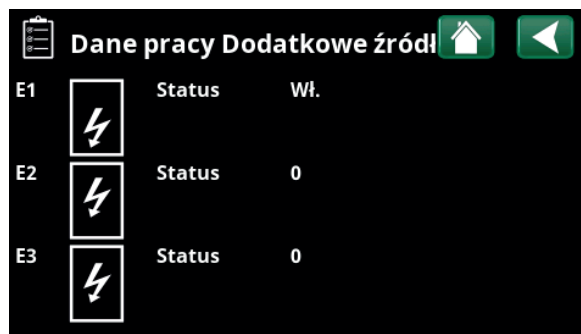 Dane pracy Dodatkowe źródł
E1 Status Wł.
E2 Status 0
E3 Status 0